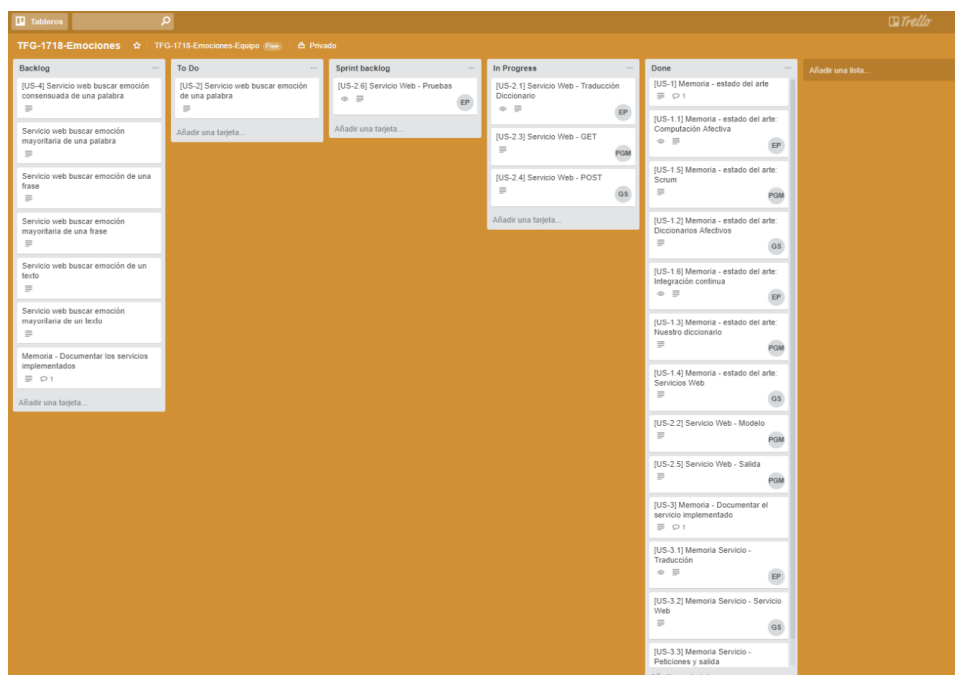 Tableros
Trello
TFG-1718-Emociones
TFG-1718-Emociones-Equipo Free
Privado
Backlog
[US-4] Servicio web buscar emoción
consensuada de una palabra
Servicio web buscar emoción
mayoritaria de una palabra
Servicio web buscar emoción de una
frase
Servicio web buscar emoción
mayoritaria de una frase
Servicio web buscar emoción de un
texto
Servicio web buscar emoción
mayoritaria de un texto
Memoria - Documentar los servicios
implementados
1
Añadir una tarjeta...
To Do
[US-2] Servicio web buscar emoción
de una palabra
Añadir una tarjeta...
Sprint backlog
[US-2.6] Servicio Web - Pruebas
EP
Añadir una tarjeta...
In Progress
[US-2.1] Servicio Web - Traducción
Diccionario
EP
[US-2.3] Servicio Web - GET
PGM
[US-2.4] Servicio Web - POST
GS
Añadir una tarjeta...
Done
[US-1] Memoria - estado del arte
1
[US-1.1] Memoria - estado del arte:
Computación Afectiva
EP
[US-1.5] Memoria - estado del arte:
Scrum
PGM
[US-1.2] Memoria - estado del arte:
Diccionarios Afectivos
GS
[US-1.6] Memoria - estado del arte:
Integración continua
EP
[US-1.3] Memoria - estado del arte:
Nuestro diccionario
PGM
[US-1.4] Memoria - estado del arte:
Servicios Web
GS
[US-2.2] Servicio Web - Modelo
PGM
[US-2.5] Servicio Web - Salida
PGM
[US-3] Memoria - Documentar el
servicio implementado
1
[US-3.1] Memoria Servicio -
Traducción
EP
[US-3.2] Memoria Servicio - Servicio
Web
GS
[US-3.3] Memoria Servicio -
Peticiones y salida
Añadir una lista...